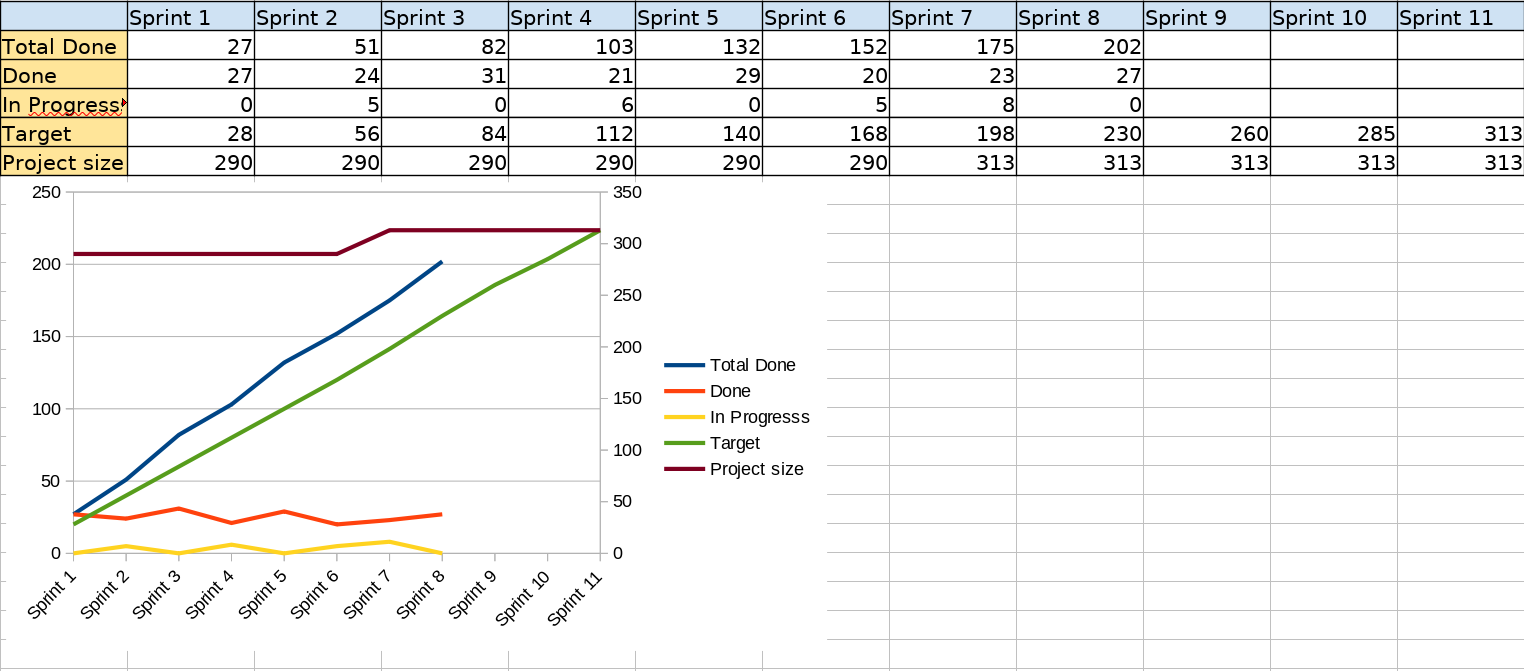 Sprint 1 Sprint 2 Sprint 3 Sprint 4 Sprint 5 Sprint 6 Sprint 7 Sprint 8 Sprint 9 Sprint 10 Sprint 11
Total Done 27 51 82 103 132 152 175 202
Done 27 24 31 21 29 20 23 27
In Progress 0 5 0 6 0 5 8 0
Target 28 56 84 112 140 168 198 230 260 285 313
Project size 290 290 290 290 290 290 313 313 313 313 313
250 350
300
200
250
150 200
Total Done
Done
100 150
In Progresss
100
Target
Project size
50 50
0 0
Sprint 1 Sprint 2 Sprint 3 Sprint 4 Sprint 5 Sprint 6 Sprint 7 Sprint 8 Sprint 9 Sprint 10 Sprint 11